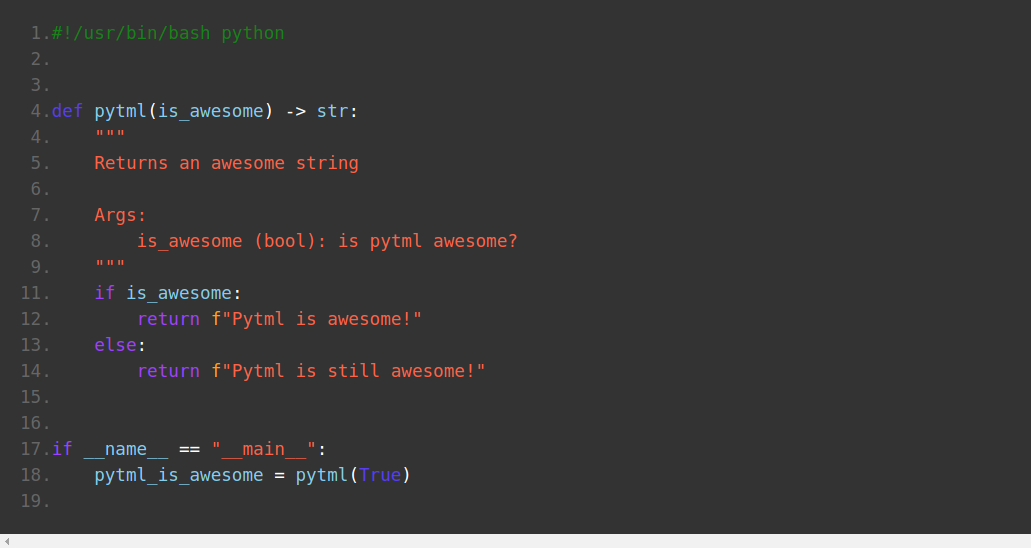 1.#!/usr/bin/bash python
2.
3.
4.def pytml(is_awesome) -> str:
4.    """
5.    Returns an awesome string
6.
7.    Args:
8.        is_awesome (bool): is pytml awesome?
9.    """
11.    if is_awesome:
12.        return f"Pytml is awesome!"
13.    else:
14.        return f"Pytml is still awesome!"
15.
16.
17.if __name__ == "__main__":
18.    pytml_is_awesome = pytml(True)
19.